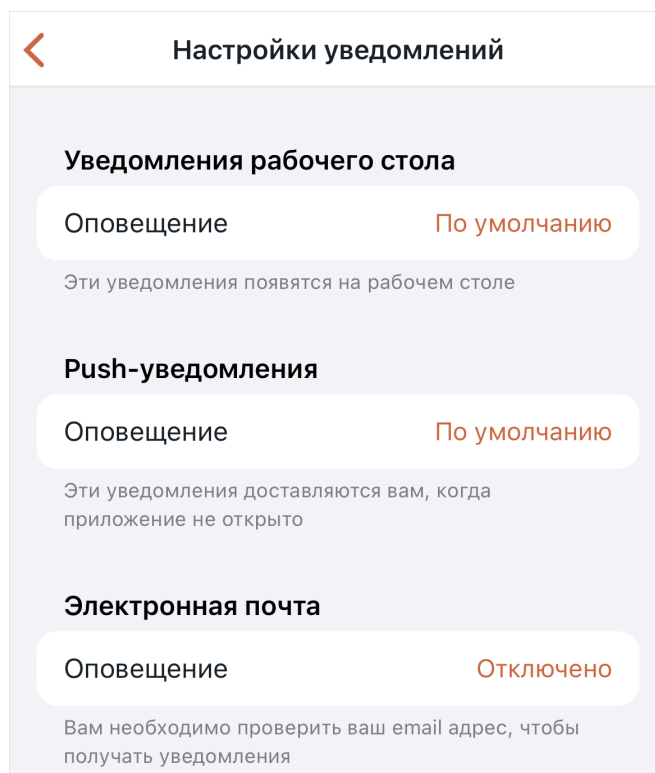 Настройки уведомлений
Уведомления рабочего стола
Оповещение По умолчанию
Эти уведомления появятся на рабочем столе
Push-уведомления
Оповещение По умолчанию
Эти уведомления доставляются вам, когда
приложение не открыто
Электронная почта
Оповещение Отключено
Вам необходимо проверить ваш email адрес, чтобы
получать уведомления